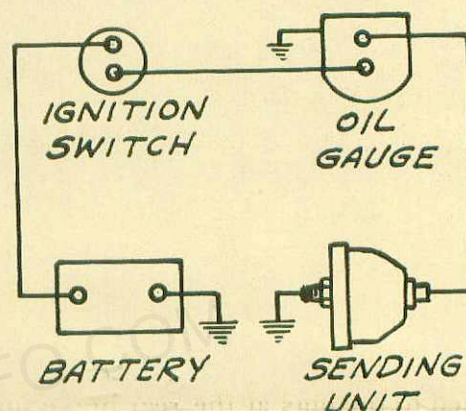 IGNITION
SWITCH
OIL
GAUGE
BATTERY
SENDING
UNIT